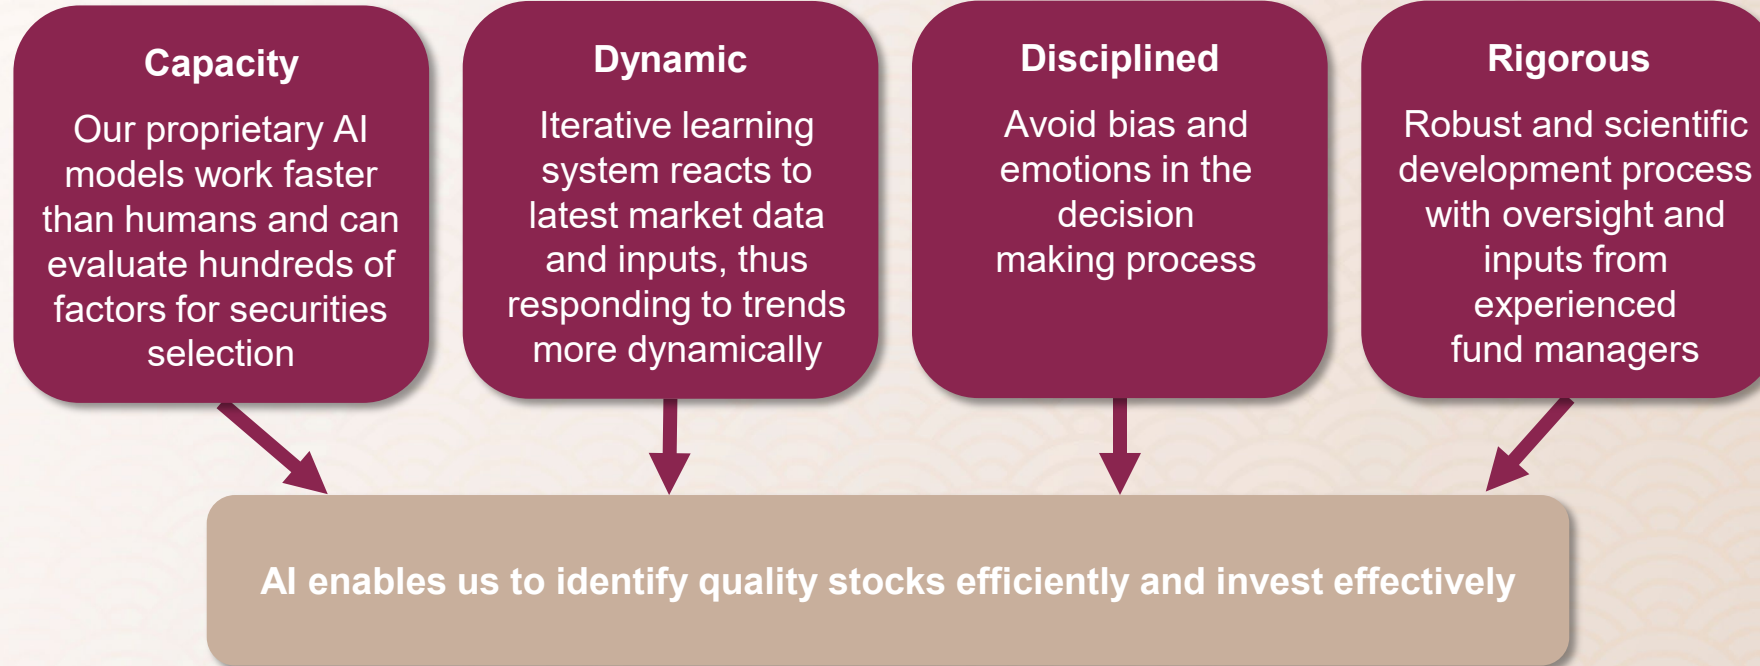 Capacity
Our proprietary AI
models work faster
than humans and can
evaluate hundreds of
factors for securities
selection
Dynamic
Iterative learning
system reacts to
latest market data
and inputs, thus
responding to trends
more dynamically
Disciplined
Avoid bias and
emotions in the
decision
making process
Rigorous
Robust and scientific
development process
with oversight and
inputs from
experienced
fund managers
AI enables us to identify quality stocks efficiently and invest effectively